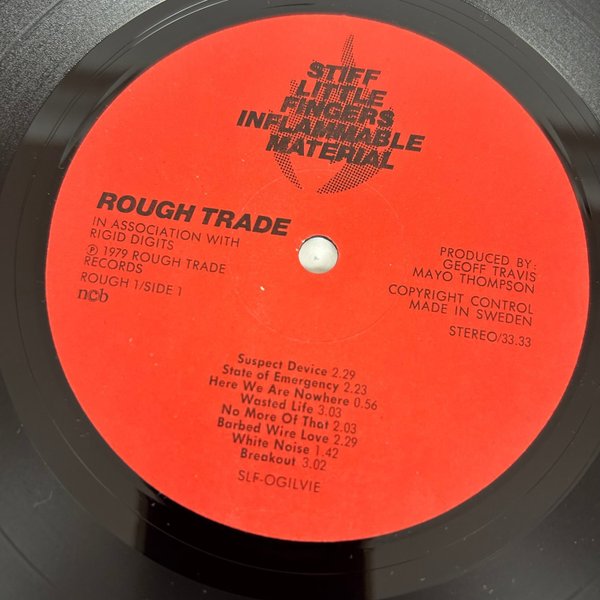 STIFF
LITTLE
FINGERS
INFLAMMABLE
MATERIAL
ROUGH TRADE
IN ASSOCIATION WITH
RIGID DIGITS
℗ 1979 ROUGH TRADE
RECORDS
ROUGH 1/SIDE 1
ncb
PRODUCED BY:
GEOFF TRAVIS
MAYO THOMPSON
COPYRIGHT CONTROL
MADE IN SWEDEN
STEREO/33.33
Suspect Device 2.29
State of Emergency 2.23
Here We Are Nowhere 0.56
Wasted Life 3.03
No More Of That 2.03
Barbed Wire Love 2.29
White Noise 1.42
Breakout 3.02
SLF-OGILVIE